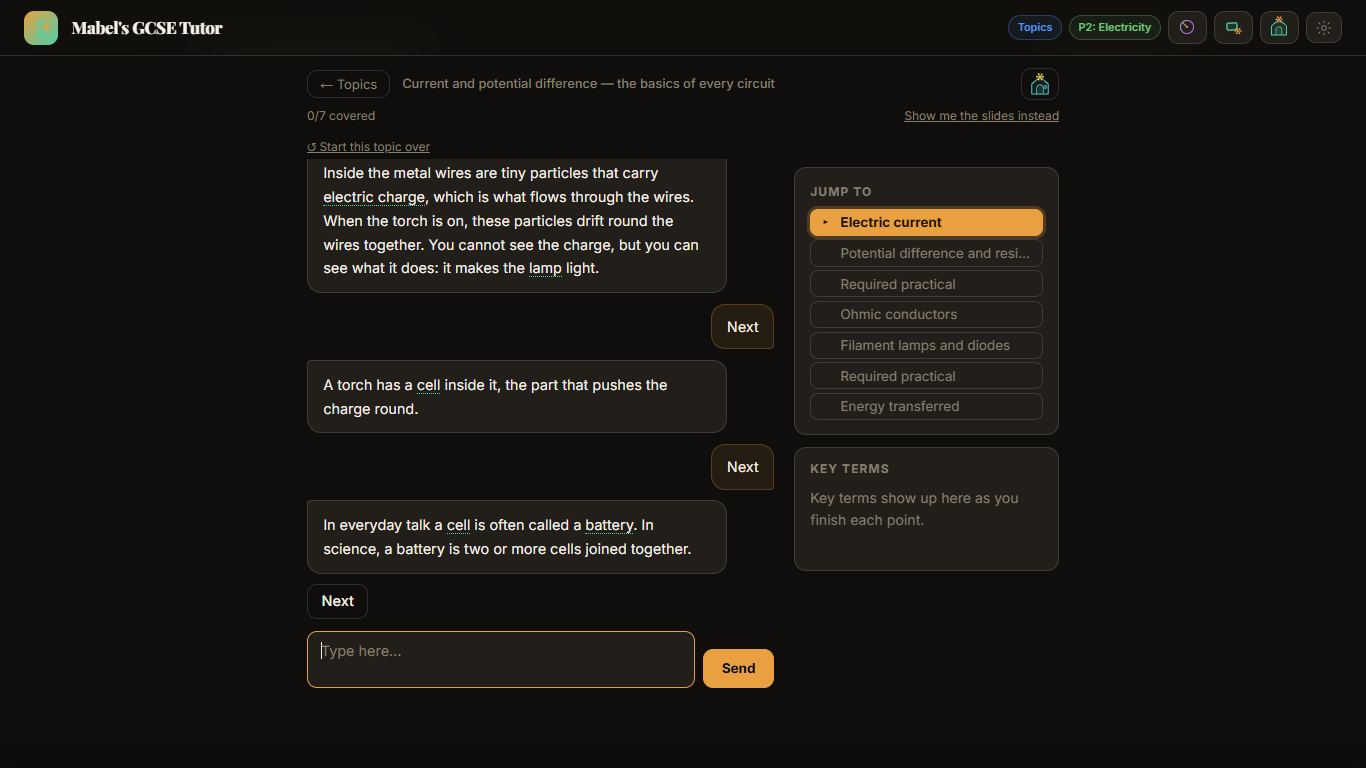 Mabel's GCSE Tutor
Topics
P2: Electricity
← Topics
Current and potential difference — the basics of every circuit
0/7 covered
Show me the slides instead
↺ Start this topic over
Inside the metal wires are tiny particles that carry
electric charge, which is what flows through the wires.
When the torch is on, these particles drift round the
wires together. You cannot see the charge, but you can
see what it does: it makes the lamp light.
Next
A torch has a cell inside it, the part that pushes the
charge round.
Next
In everyday talk a cell is often called a battery. In
science, a battery is two or more cells joined together.
Next
Type here...
Send
JUMP TO
Electric current
Potential difference and resi...
Required practical
Ohmic conductors
Filament lamps and diodes
Required practical
Energy transferred
KEY TERMS
Key terms show up here as you
finish each point.